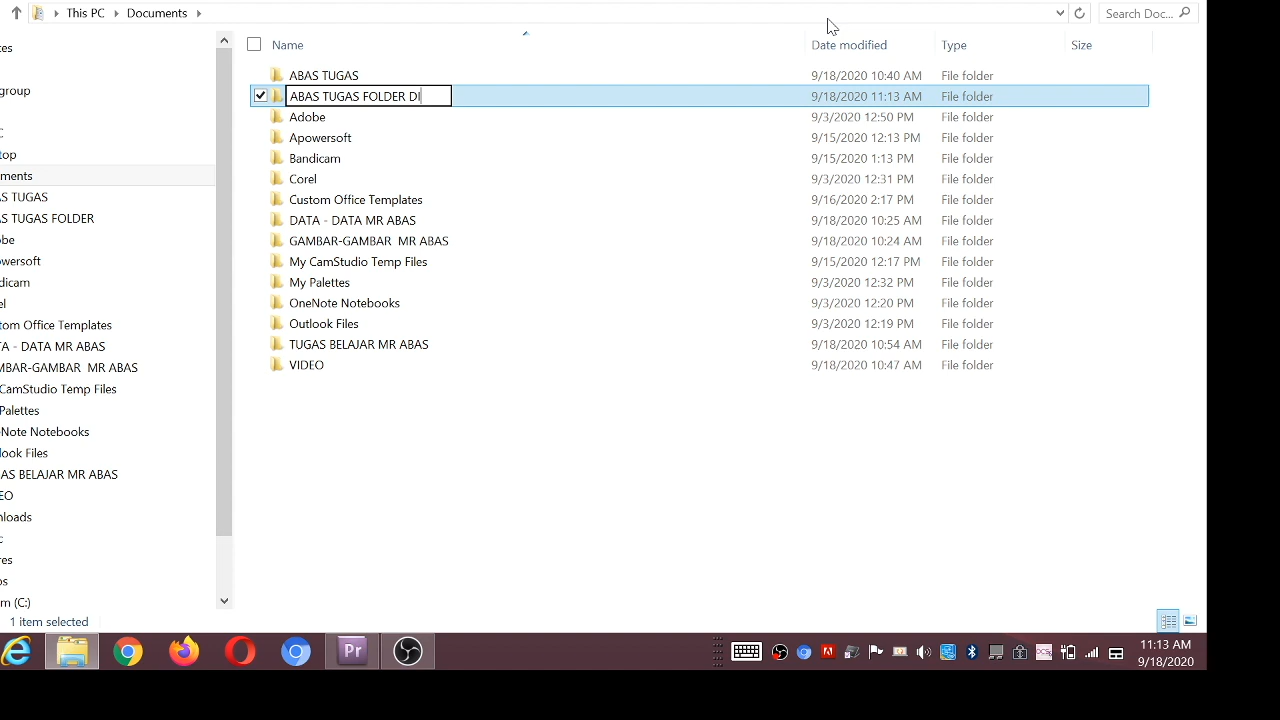 This PC Documents Search Doc...
Name Date modified Type Size
ABAS TUGAS 9/18/2020 10:40 AM File folder
ABAS TUGAS FOLDER DI 9/18/2020 11:13 AM File folder
Adobe 9/3/2020 12:50 PM File folder
Apowersoft 9/15/2020 12:13 PM File folder
Bandicam 9/15/2020 1:13 PM File folder
Corel 9/3/2020 12:31 PM File folder
Custom Office Templates 9/16/2020 2:17 PM File folder
DATA - DATA MR ABAS 9/18/2020 10:25 AM File folder
GAMBAR-GAMBAR  MR ABAS 9/18/2020 10:24 AM File folder
My CamStudio Temp Files 9/15/2020 12:17 PM File folder
My Palettes 9/3/2020 12:32 PM File folder
OneNote Notebooks 9/3/2020 12:20 PM File folder
Outlook Files 9/3/2020 12:19 PM File folder
TUGAS BELAJAR MR ABAS 9/18/2020 10:54 AM File folder
VIDEO 9/18/2020 10:47 AM File folder
es
group
C
top
ments
S TUGAS
S TUGAS FOLDER
be
owersoft
dicam
el
tom Office Templates
TA - DATA MR ABAS
MBAR-GAMBAR  MR ABAS
CamStudio Temp Files
Palettes
Note Notebooks
look Files
AS BELAJAR MR ABAS
EO
nloads
c
res
os
m (C:)
1 item selected
Pr
11:13 AM
9/18/2020